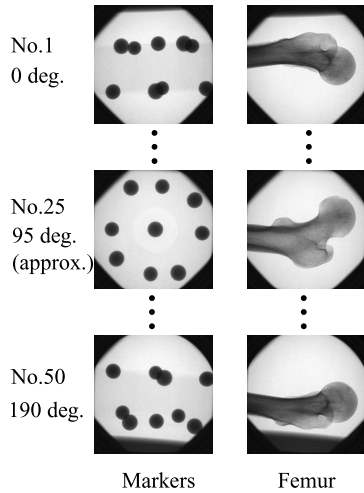 No.1
0 deg.
No.25
95 deg.
(approx.)
No.50
190 deg.
Markers Femur